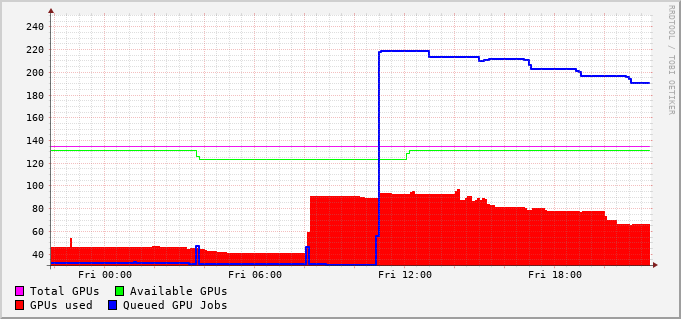 240
220
200
180
160
140
120
100
80
60
40
Fri 00:00 Fri 06:00 Fri 12:00 Fri 18:00
Total GPUs Available GPUs
GPUs used Queued GPU Jobs
RRDTOOL / TOBI OETIKER